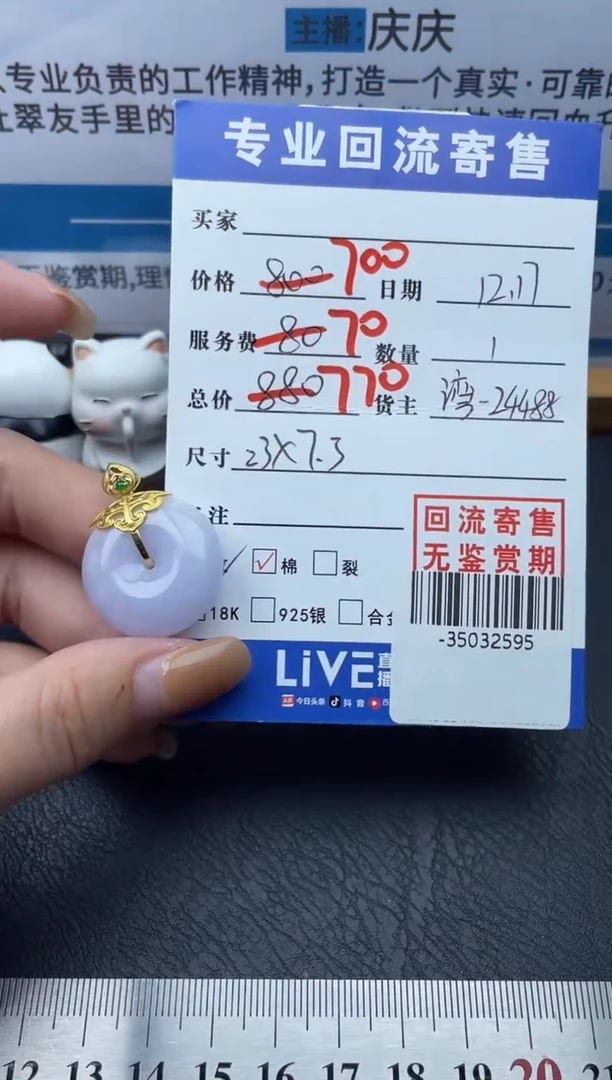 主播:庆庆
专业负责的工作精神,打造一个真实·可靠的
翠友手里的
专业回流寄售
买家
价格 800 700 日期 12.17
鉴赏期,理
服务费 80 70 数量 1
总价 880 770 货主 湾-24488
尺寸 23X7.3
注
回流寄售
无鉴赏期
✓ ☑棉 □裂
18K □925银 □合金
-35032595
LiVE 直播
今日头条 抖音 西
12 13 14 15 16 17 18 19 20 21